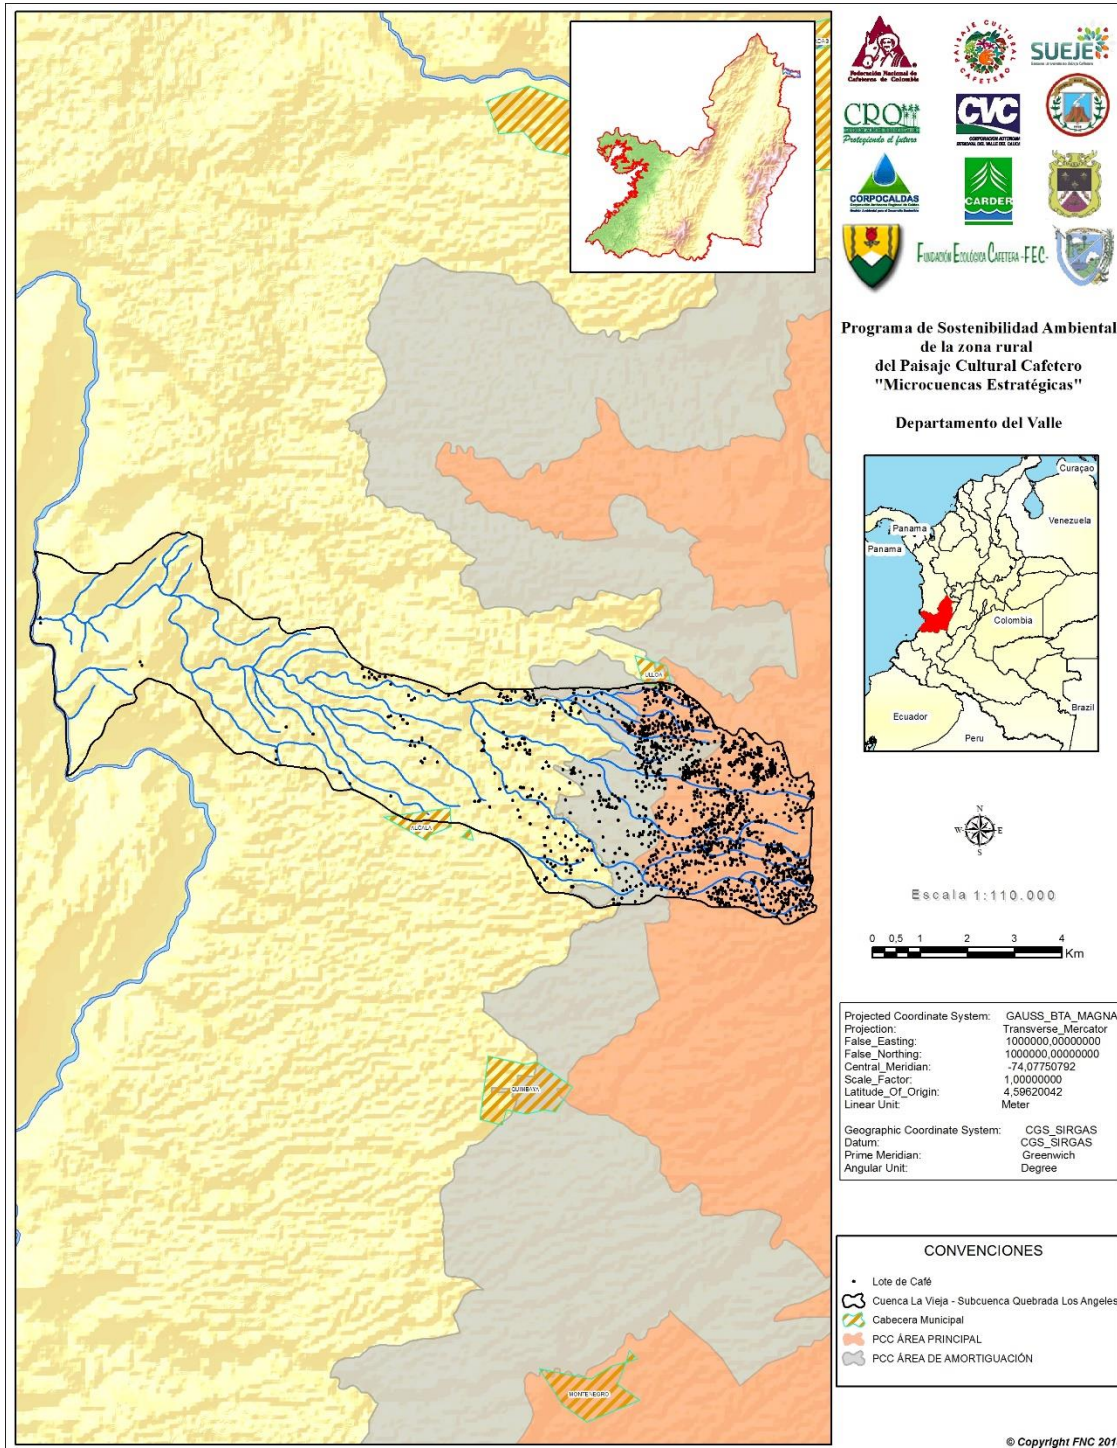 Federación Nacional de
Cafeteros de Colombia
PAISAJE CULTURAL
CAFETERO
SUEJE
CRQ
Protegiendo el futuro
CVC
CORPORACIÓN AUTÓNOMA
REGIONAL DEL VALLE DEL CAUCA
CORPOCALDAS
CARDER
FUNDACIÓN ECOLÓGICA CAFETERA -FEC-
Programa de Sostenibilidad Ambiental
de la zona rural
del Paisaje Cultural Cafetero
"Microcuencas Estratégicas"
Departamento del Valle
Curaçao
Panama
Venezuela
Panama
Colombia
Ecuador
Brazil
Peru
ULLOA
ALCALA
QUIMBAYA
MONTENEGRO
N
W
E
S
Escala 1:110.000
0 0,5 1 2 3 4
Km
Projected Coordinate System: GAUSS_BTA_MAGNA
Projection: Transverse_Mercator
False_Easting: 1000000,00000000
False_Northing: 1000000,00000000
Central_Meridian: -74,07750792
Scale_Factor: 1,00000000
Latitude_Of_Origin: 4,59620042
Linear Unit: Meter
Geographic Coordinate System: CGS_SIRGAS
Datum: CGS_SIRGAS
Prime Meridian: Greenwich
Angular Unit: Degree
CONVENCIONES
Lote de Café
Cuenca La Vieja - Subcuenca Quebrada Los Angeles
Cabecera Municipal
PCC ÁREA PRINCIPAL
PCC ÁREA DE AMORTIGUACIÓN
© Copyright FNC 201